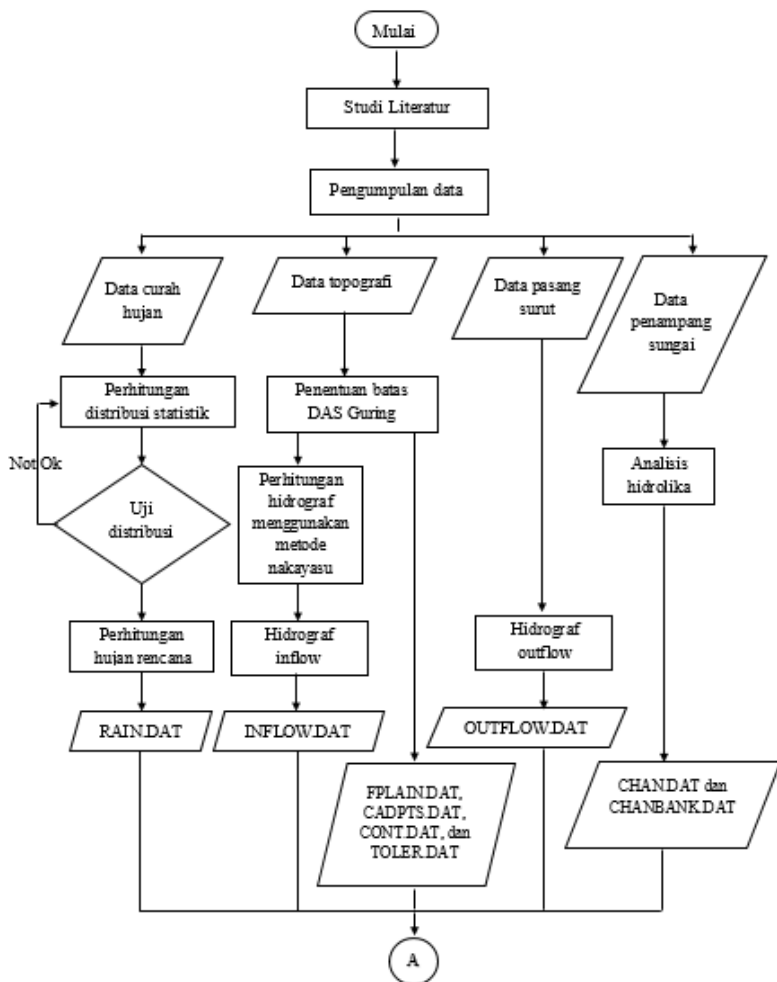 Mulai
Studi Literatur
Pengumpulan data
Data curah
hujan
Data topografi
Data pasang
surut
Data
penampang
sungai
Perhitungan
distribusi statistik
Penentuan batas
DAS Guring
Not Ok
Uji
distribusi
Perhitungan
hidrograf
menggunakan
metode
nakayasu
Analisis
hidrolika
Perhitungan
hujan rencana
Hidrograf
inflow
Hidrograf
outflow
RAIN.DAT
INFLOW.DAT
OUTFLOW.DAT
FPLAIN.DAT,
CADPTS.DAT,
CONT.DAT, dan
TOLER.DAT
CHAN.DAT dan
CHANBANK.DAT
A